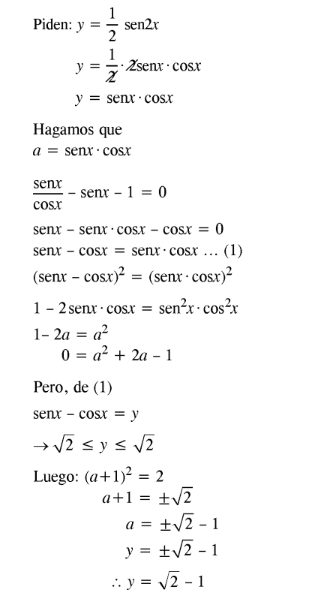 Piden: y = 1/2 sen2x
y = 1/2 · 2senx · cosx
y = senx · cosx
Hagamos que
a = senx · cosx
senx/cosx – senx – 1 = 0
senx – senx · cosx – cosx = 0
senx – cosx = senx · cosx ... (1)
(senx – cosx)² = (senx · cosx)²
1 – 2senx · cosx = sen²x · cos²x
1– 2a = a²
0 = a² + 2a – 1
Pero, de (1)
senx – cosx = y
→ √2 ≤ y ≤ √2
Luego: (a+1)² = 2
a+1 = ±√2
a = ±√2 – 1
y = ±√2 – 1
∴ y = √2 – 1